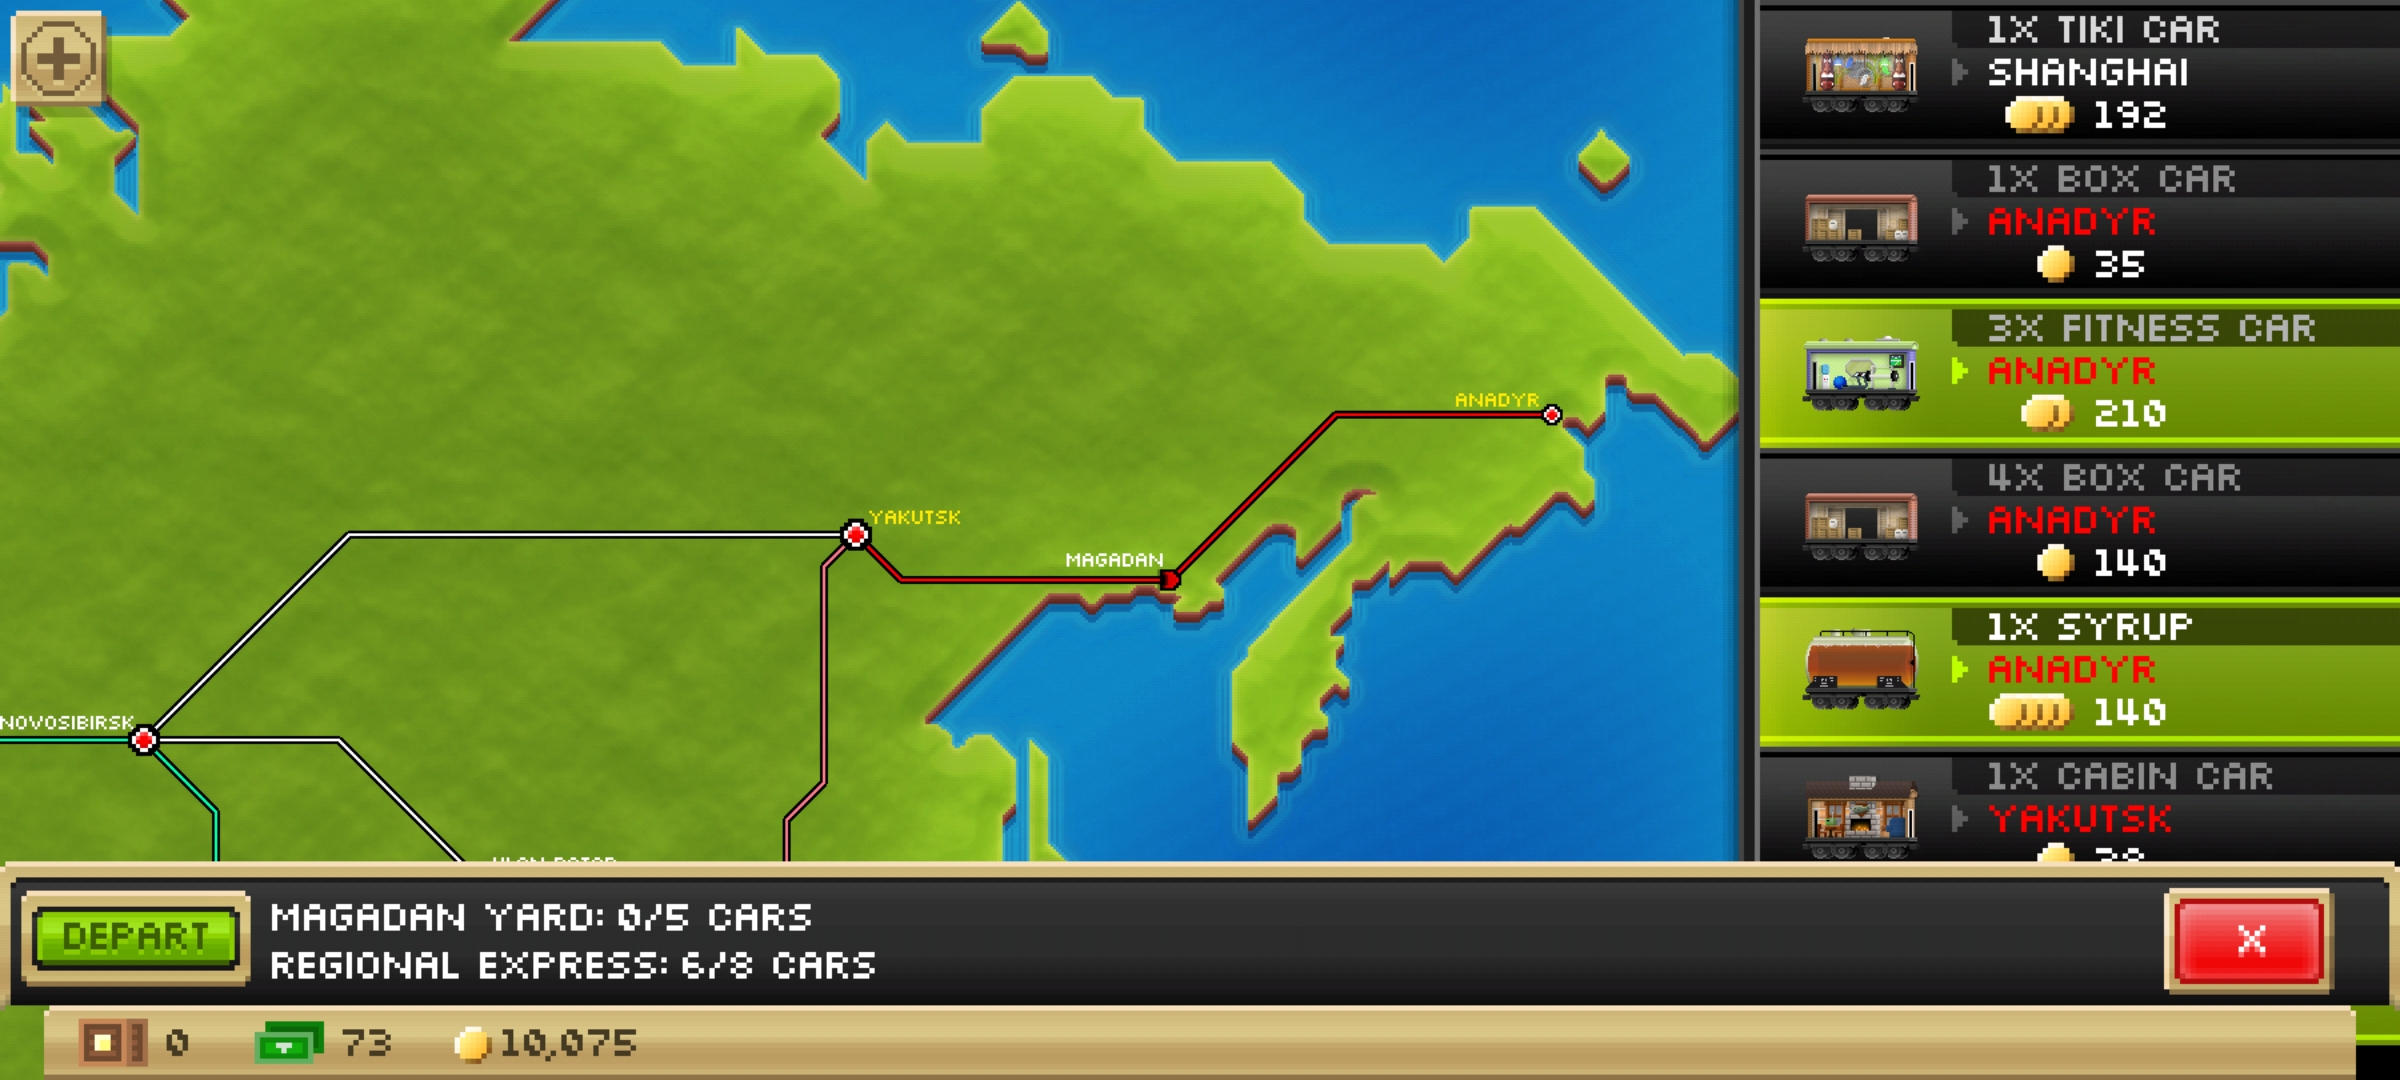 1X TIKI CAR
SHANGHAI
192
1X BOX CAR
ANADYR
35
3X FITNESS CAR
ANADYR
210
4X BOX CAR
ANADYR
140
1X SYRUP
ANADYR
140
1X CABIN CAR
YAKUTSK
ANADYR
YAKUTSK
MAGADAN
NOVOSIBIRSK
DEPART
MAGADAN YARD: 0/5 CARS
REGIONAL EXPRESS: 6/8 CARS
X
0
73
10,075